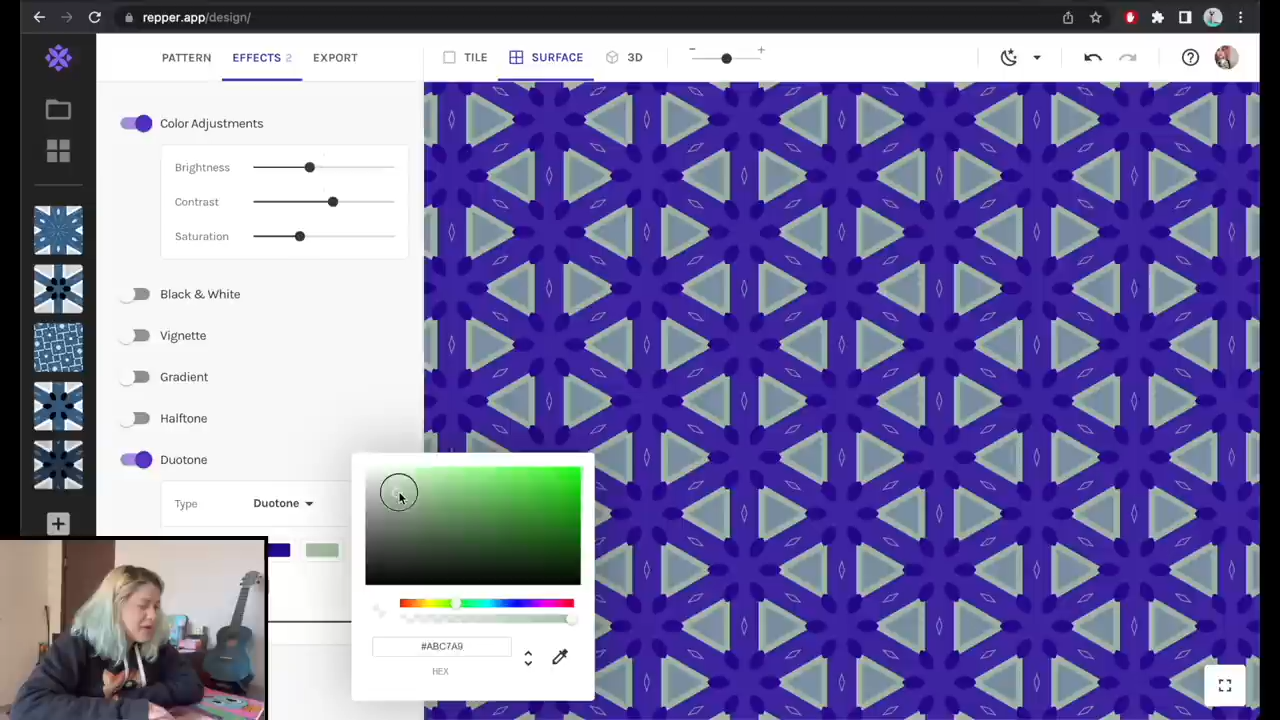 repper.app/design/
PATTERN EFFECTS 2 EXPORT TILE SURFACE 3D
Color Adjustments
Brightness
Contrast
Saturation
Black & White
Vignette
Gradient
Halftone
Duotone
Type Duotone
#ABC7A9
HEX